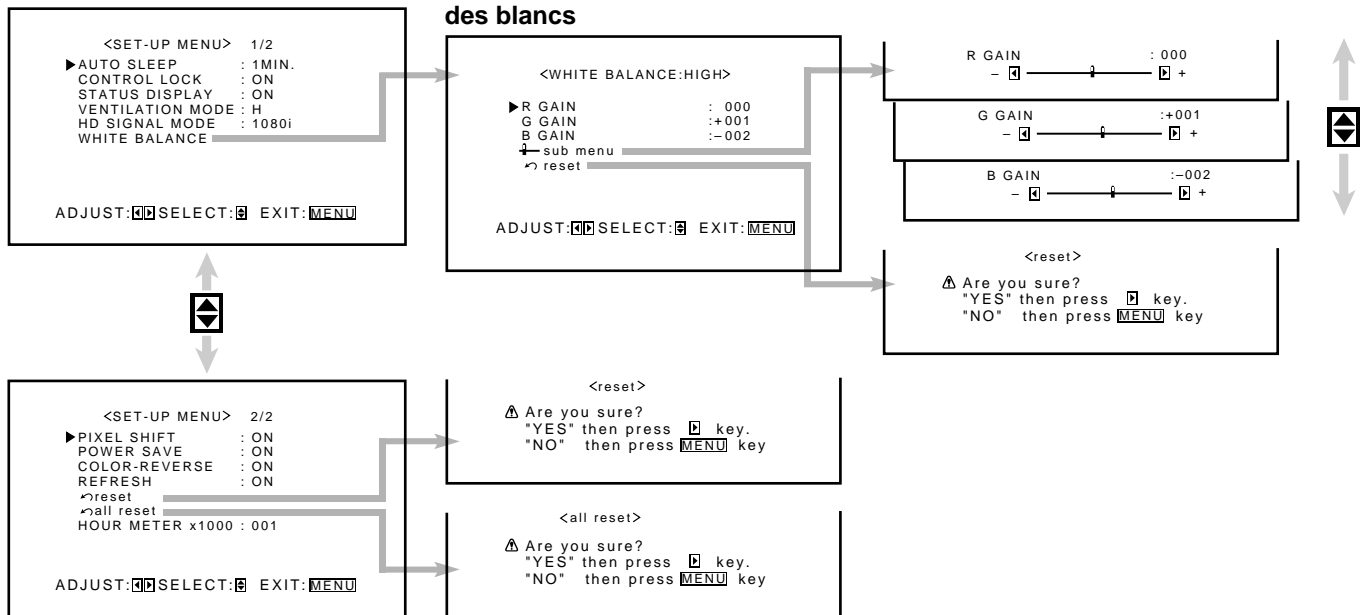 des blancs
<SET-UP MENU> 1/2
▶AUTO SLEEP : 1MIN.
CONTROL LOCK : ON
STATUS DISPLAY : ON
VENTILATION MODE : H
HD SIGNAL MODE : 1080i
WHITE BALANCE
ADJUST:◀▶SELECT:⬍ EXIT:MENU
<WHITE BALANCE:HIGH>
▶R GAIN : 000
G GAIN :+001
B GAIN :–002
sub menu
↶ reset
ADJUST:◀▶SELECT:⬍ EXIT:MENU
R GAIN : 000
– ◀ ▶ +
G GAIN :+001
– ◀ ▶ +
B GAIN :–002
– ◀ ▶ +
<reset>
⚠ Are you sure?
"YES" then press ▶ key.
"NO" then press MENU key
<SET-UP MENU> 2/2
▶PIXEL SHIFT : ON
POWER SAVE : ON
COLOR-REVERSE : ON
REFRESH : ON
↶reset
↶all reset
HOUR METER x1000 : 001
ADJUST:◀▶SELECT:⬍ EXIT:MENU
<reset>
⚠ Are you sure?
"YES" then press ▶ key.
"NO" then press MENU key
<all reset>
⚠ Are you sure?
"YES" then press ▶ key.
"NO" then press MENU key